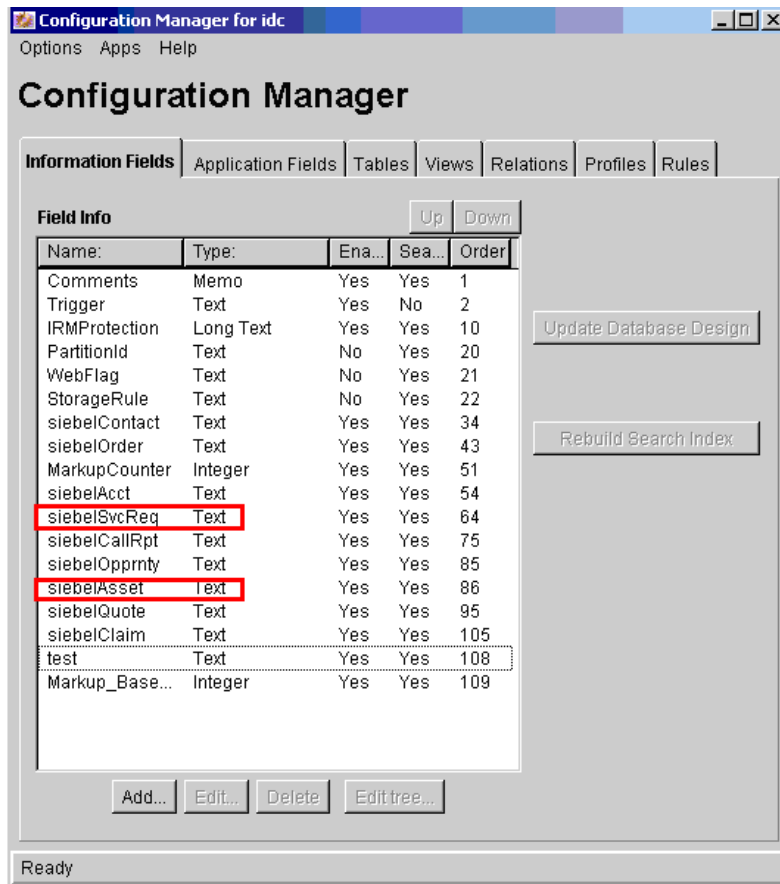 Configuration Manager for idc
Options Apps Help
Configuration Manager
Information Fields Application Fields Tables Views Relations Profiles Rules
Field Info Up Down
Name: Type: Ena... Sea... Order
Comments Memo Yes Yes 1
Trigger Text Yes No 2
IRMProtection Long Text Yes Yes 10
PartitionId Text No Yes 20
WebFlag Text No Yes 21
StorageRule Text No Yes 22
siebelContact Text Yes Yes 34
siebelOrder Text Yes Yes 43
MarkupCounter Integer Yes Yes 51
siebelAcct Text Yes Yes 54
siebelSvcReq Text Yes Yes 64
siebelCallRpt Text Yes Yes 75
siebelOpprnty Text Yes Yes 85
siebelAsset Text Yes Yes 86
siebelQuote Text Yes Yes 95
siebelClaim Text Yes Yes 105
test Text Yes Yes 108
Markup_Base... Integer Yes Yes 109
Update Database Design
Rebuild Search Index
Add... Edit... Delete Edit tree...
Ready